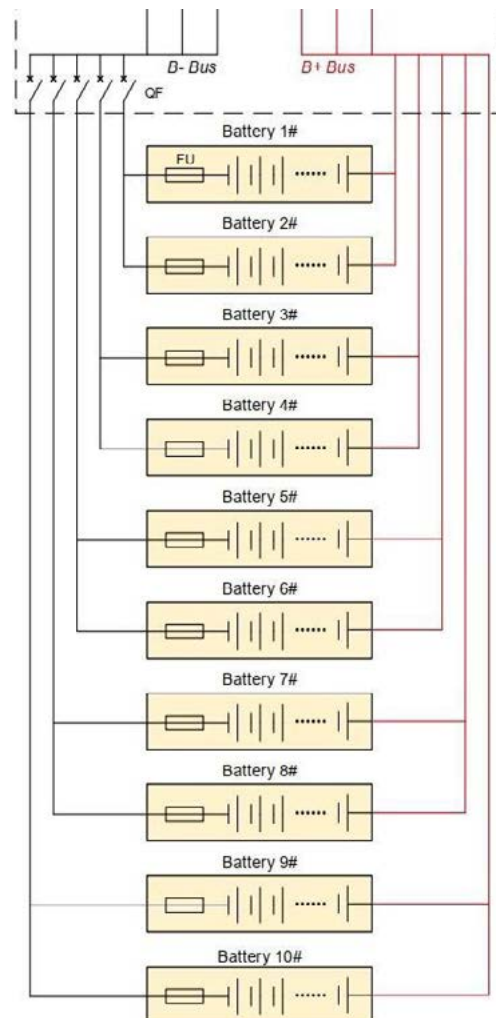 B- Bus
B+ Bus
QF
Battery 1#
FU
Battery 2#
Battery 3#
Battery 4#
Battery 5#
Battery 6#
Battery 7#
Battery 8#
Battery 9#
Battery 10#